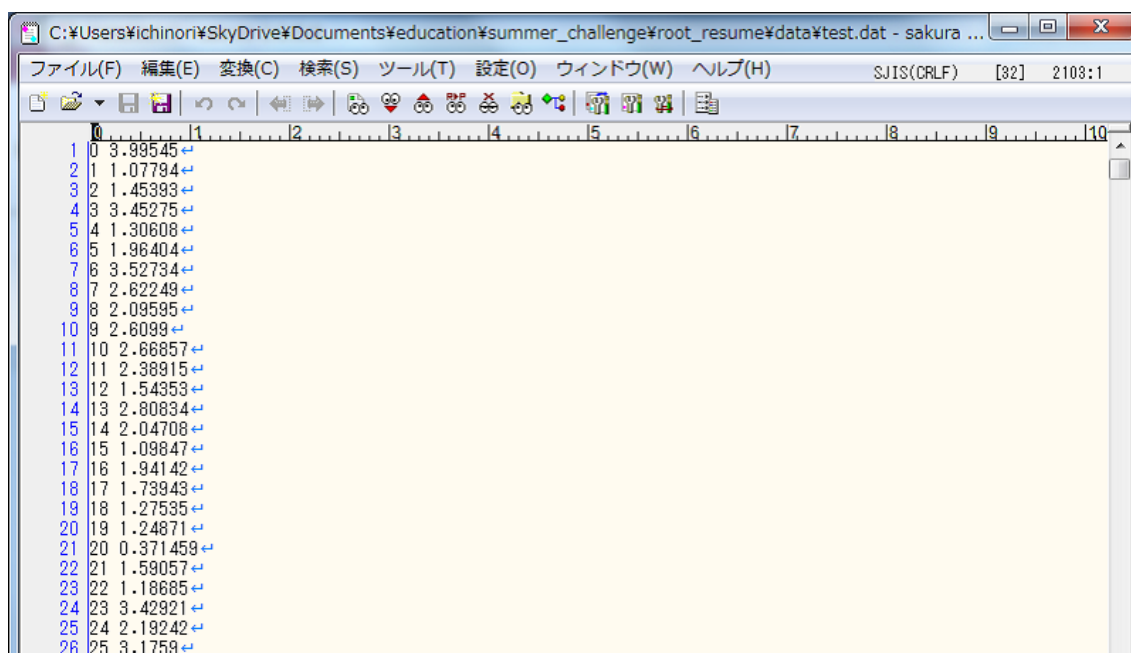 C:¥Users¥ichinori¥SkyDrive¥Documents¥education¥summer_challenge¥root_resume¥data¥test.dat - sakura ...
ファイル(F) 編集(E) 変換(C) 検索(S) ツール(T) 設定(O) ウィンドウ(W) ヘルプ(H) SJIS(CRLF) [32] 2103:1
0 1 2 3 4 5 6 7 8 9 10
1 0 3.99545↵
2 1 1.07794↵
3 2 1.45393↵
4 3 3.45275↵
5 4 1.30608↵
6 5 1.96404↵
7 6 3.52734↵
8 7 2.62249↵
9 8 2.09595↵
10 9 2.6099↵
11 10 2.66857↵
12 11 2.38915↵
13 12 1.54353↵
14 13 2.80834↵
15 14 2.04708↵
16 15 1.09847↵
17 16 1.94142↵
18 17 1.73943↵
19 18 1.27535↵
20 19 1.24871↵
21 20 0.371459↵
22 21 1.59057↵
23 22 1.18685↵
24 23 3.42921↵
25 24 2.19242↵
26 25 3.1759↵